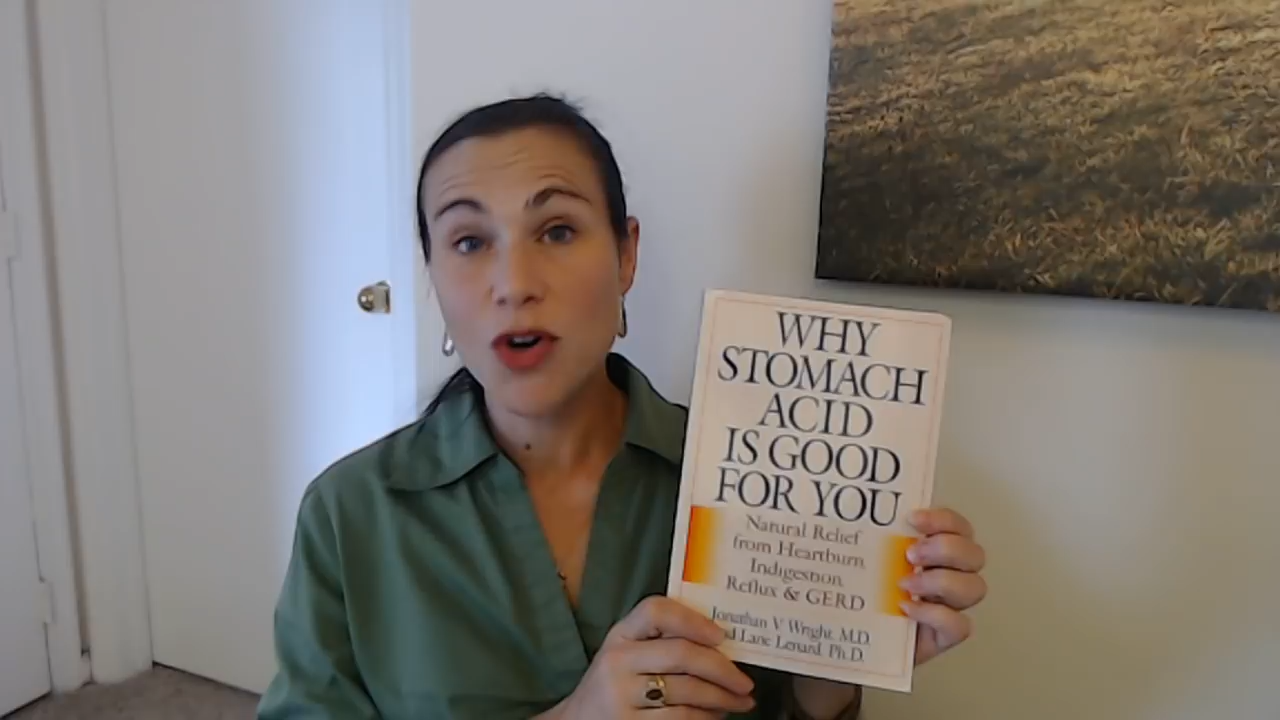 WHY
STOMACH
ACID
IS GOOD
FOR YOU
Natural Relief
from Heartburn,
Indigestion,
Reflux & GERD
Jonathan V. Wright, M.D.
and Lane Lenard, Ph.D.